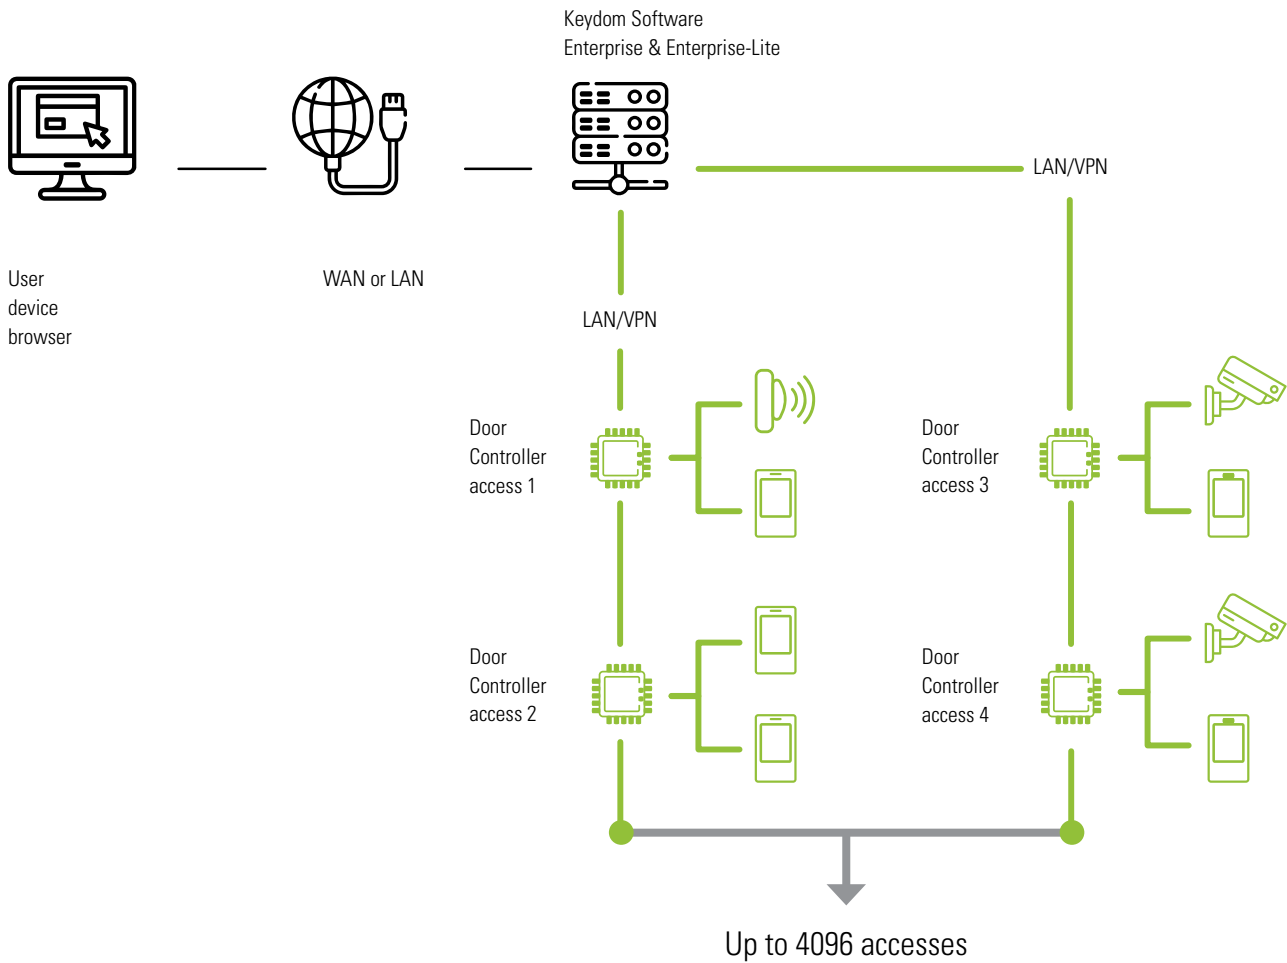 Keydom Software
Enterprise & Enterprise-Lite
LAN/VPN
User
device
browser
WAN or LAN
LAN/VPN
Door
Controller
access 1
Door
Controller
access 3
Door
Controller
access 2
Door
Controller
access 4
Up to 4096 accesses